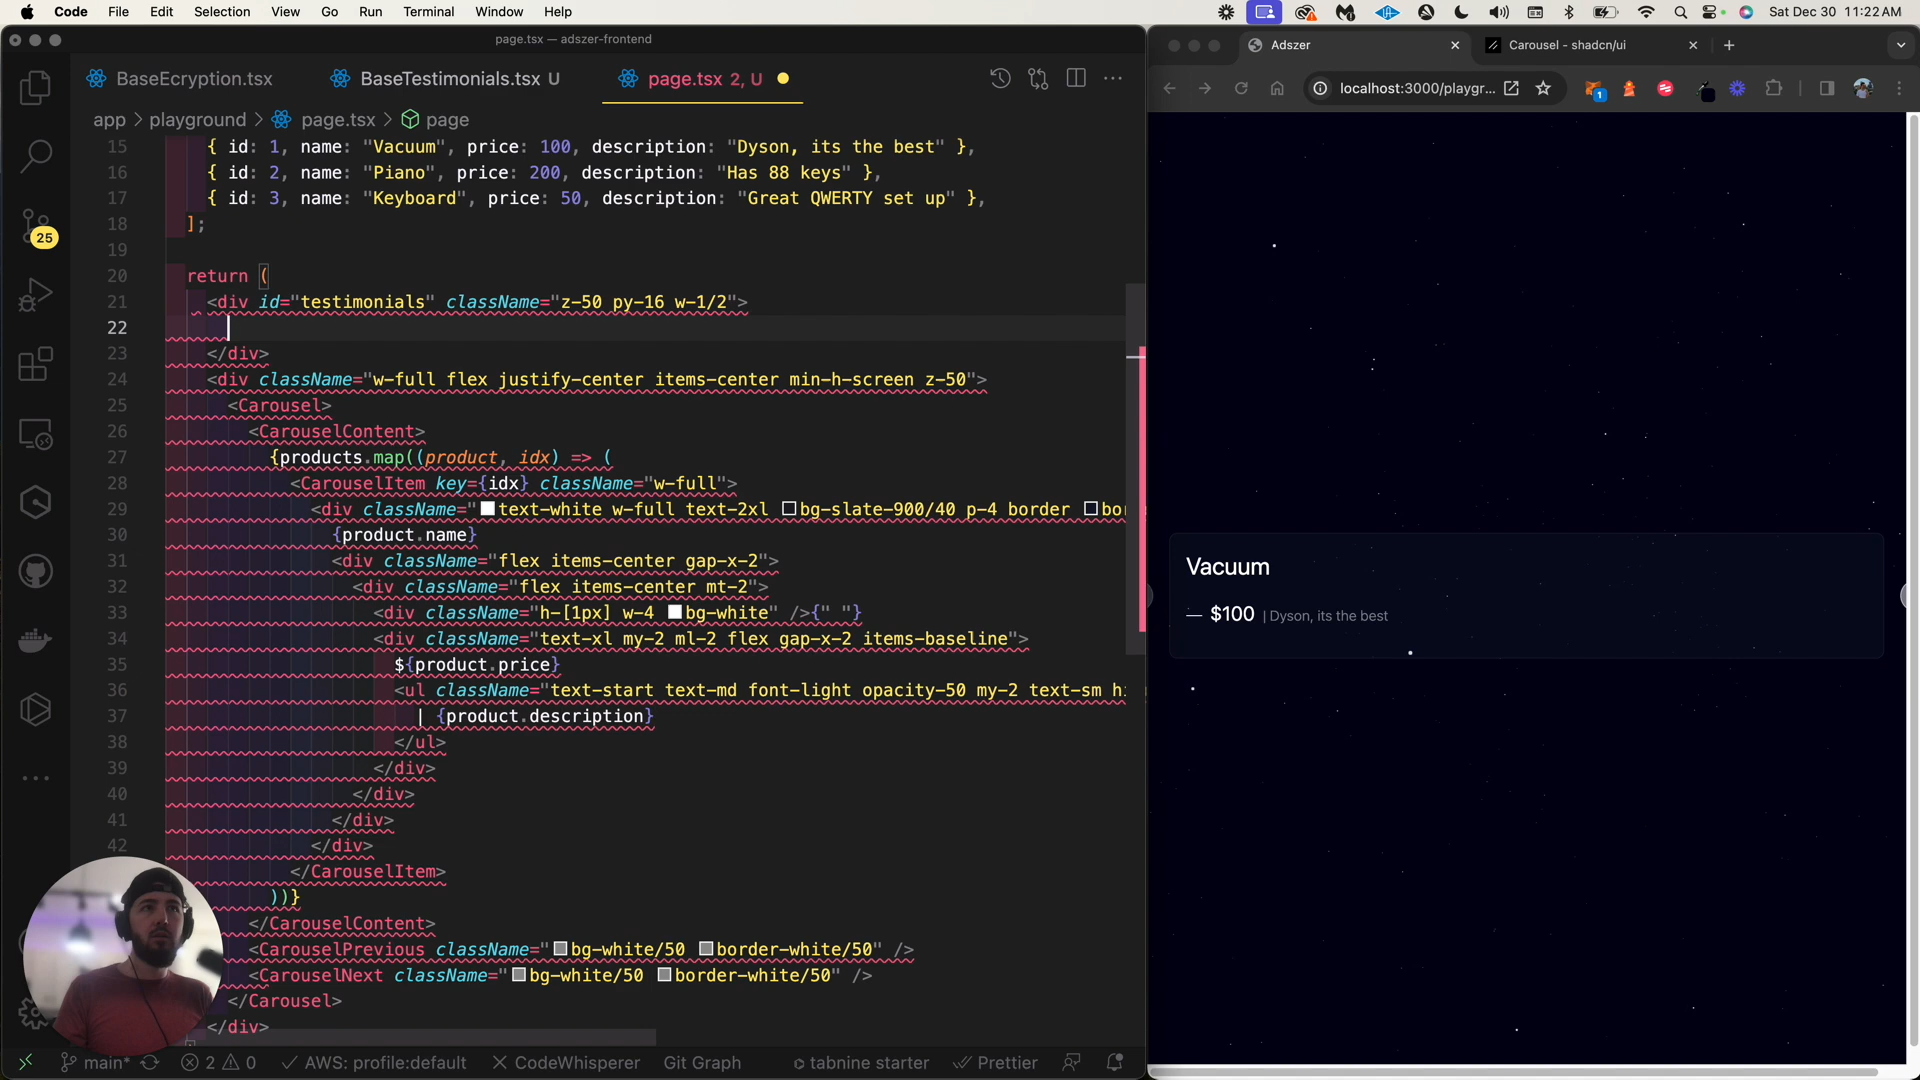 Code File Edit Selection View Go Run Terminal Window Help
Sat Dec 30 11:22 AM
page.tsx — adszer-frontend
BaseEcryption.tsx
BaseTestimonials.tsx U
page.tsx 2, U
app > playground > page.tsx > page
15 { id: 1, name: "Vacuum", price: 100, description: "Dyson, its the best" },
16 { id: 2, name: "Piano", price: 200, description: "Has 88 keys" },
17 { id: 3, name: "Keyboard", price: 50, description: "Great QWERTY set up" },
18 ];
19
20 return (
21 <div id="testimonials" className="z-50 py-16 w-1/2">
22
23 </div>
24 <div className="w-full flex justify-center items-center min-h-screen z-50">
25 <Carousel>
26 <CarouselContent>
27 {products.map((product, idx) => (
28 <CarouselItem key={idx} className="w-full">
29 <div className="text-white w-full text-2xl bg-slate-900/40 p-4 border bor
30 {product.name}
31 <div className="flex items-center gap-x-2">
32 <div className="flex items-center mt-2">
33 <div className="h-[1px] w-4 bg-white" />{" "}
34 <div className="text-xl my-2 ml-2 flex gap-x-2 items-baseline">
35 ${product.price}
36 <ul className="text-start text-md font-light opacity-50 my-2 text-sm hi
37 | {product.description}
38 </ul>
39 </div>
40 </div>
41 </div>
42 </div>
</CarouselItem>
))}
</CarouselContent>
<CarouselPrevious className="bg-white/50 border-white/50" />
<CarouselNext className="bg-white/50 border-white/50" />
</Carousel>
</div>
25
main* 2 0 AWS: profile:default CodeWhisperer Git Graph tabnine starter Prettier
Adszer
Carousel - shadcn/ui
localhost:3000/playgr...
1
Vacuum
— $100 | Dyson, its the best